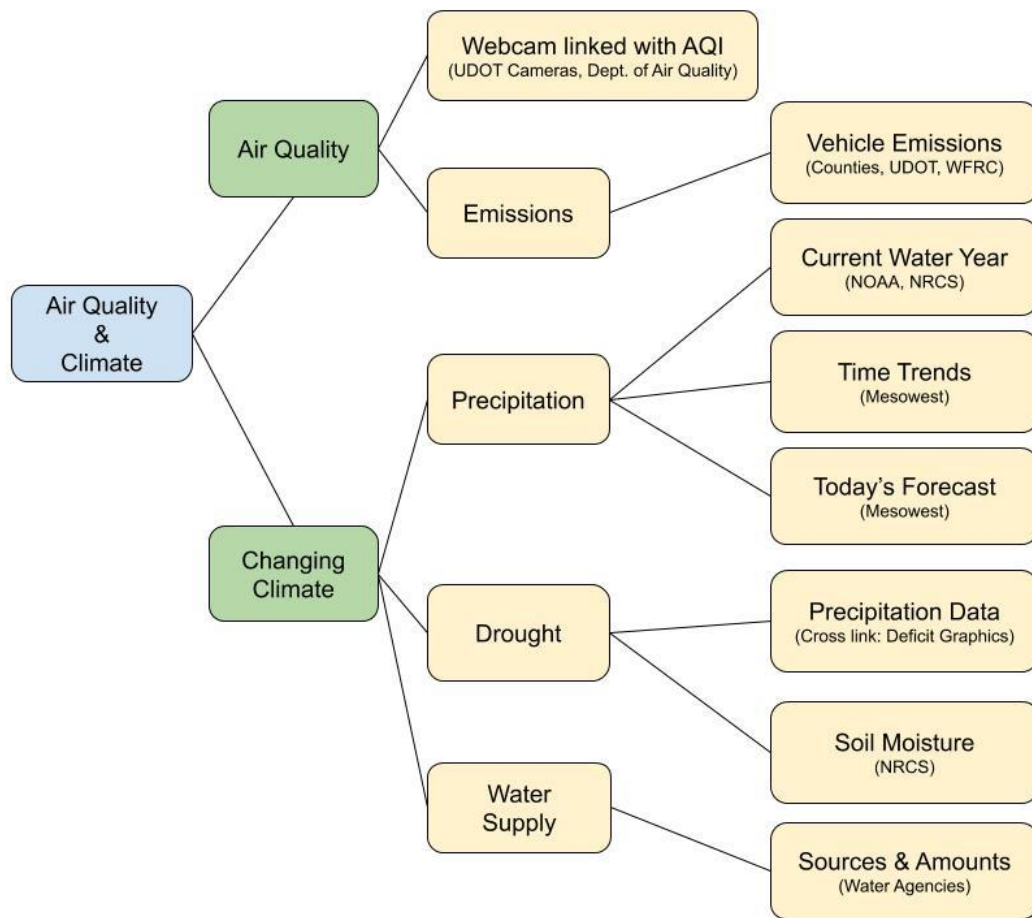 Webcam linked with AQI
(UDOT Cameras, Dept. of Air Quality)
Air Quality
Vehicle Emissions
(Counties, UDOT, WFRC)
Emissions
Current Water Year
(NOAA, NRCS)
Air Quality
&
Climate
Precipitation
Time Trends
(Mesowest)
Today's Forecast
(Mesowest)
Changing
Climate
Drought
Precipitation Data
(Cross link: Deficit Graphics)
Soil Moisture
(NRCS)
Water
Supply
Sources & Amounts
(Water Agencies)